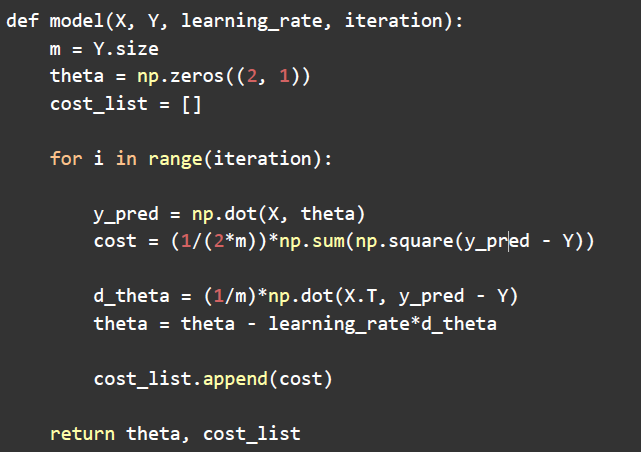 def model(X, Y, learning_rate, iteration):
    m = Y.size
    theta = np.zeros((2, 1))
    cost_list = []
    for i in range(iteration):
        y_pred = np.dot(X, theta)
        cost = (1/(2*m))*np.sum(np.square(y_pred - Y))
        d_theta = (1/m)*np.dot(X.T, y_pred - Y)
        theta = theta - learning_rate*d_theta
        cost_list.append(cost)
    return theta, cost_list